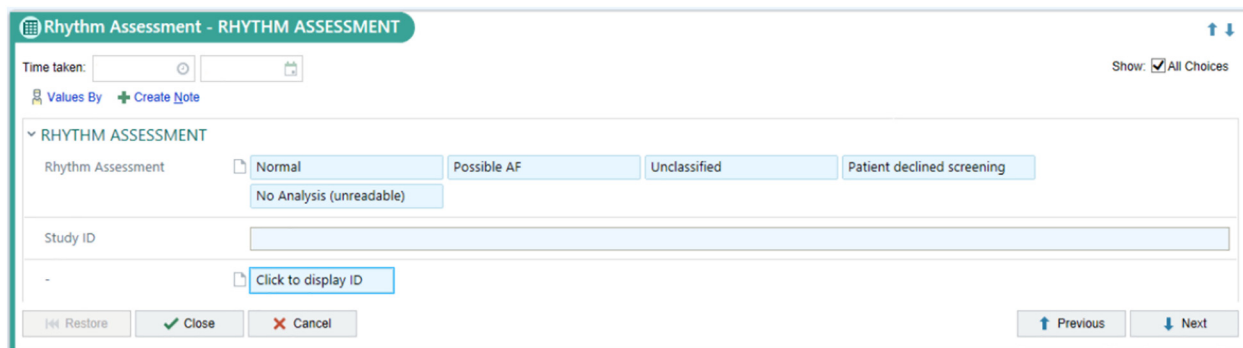 Rhythm Assessment - RHYTHM ASSESSMENT
Time taken:
Show: All Choices
Values By Create Note
RHYTHM ASSESSMENT
Rhythm Assessment Normal Possible AF Unclassified Patient declined screening
No Analysis (unreadable)
Study ID
- Click to display ID
Restore Close Cancel Previous Next